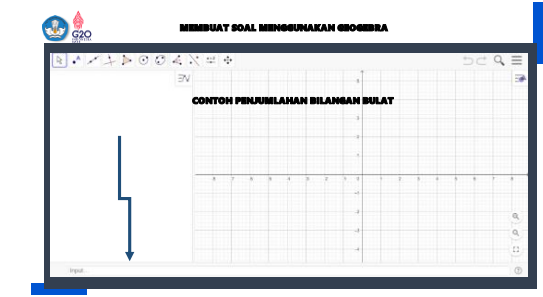 MEMBUAT SOAL MENGGUNAKAN GEOGEBRA
G20
CONTOH PENJUMLAHAN BILANGAN BULAT
Input...